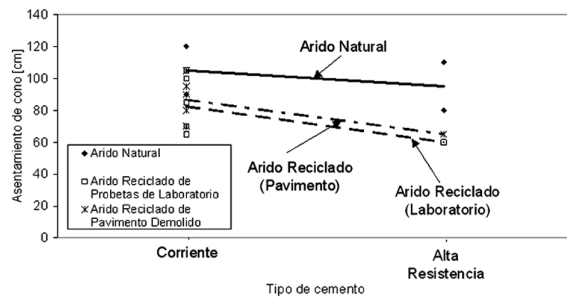 Asentamiento de cono [cm]
140
120
100
80
60
40
20
0
Arido Natural
Arido Reciclado
(Pavimento)
Arido Reciclado
(Laboratorio)
Arido Natural
Arido Reciclado de
Probetas de Laboratorio
Arido Reciclado de
Pavimento Demolido
Corriente
Alta
Resistencia
Tipo de cemento